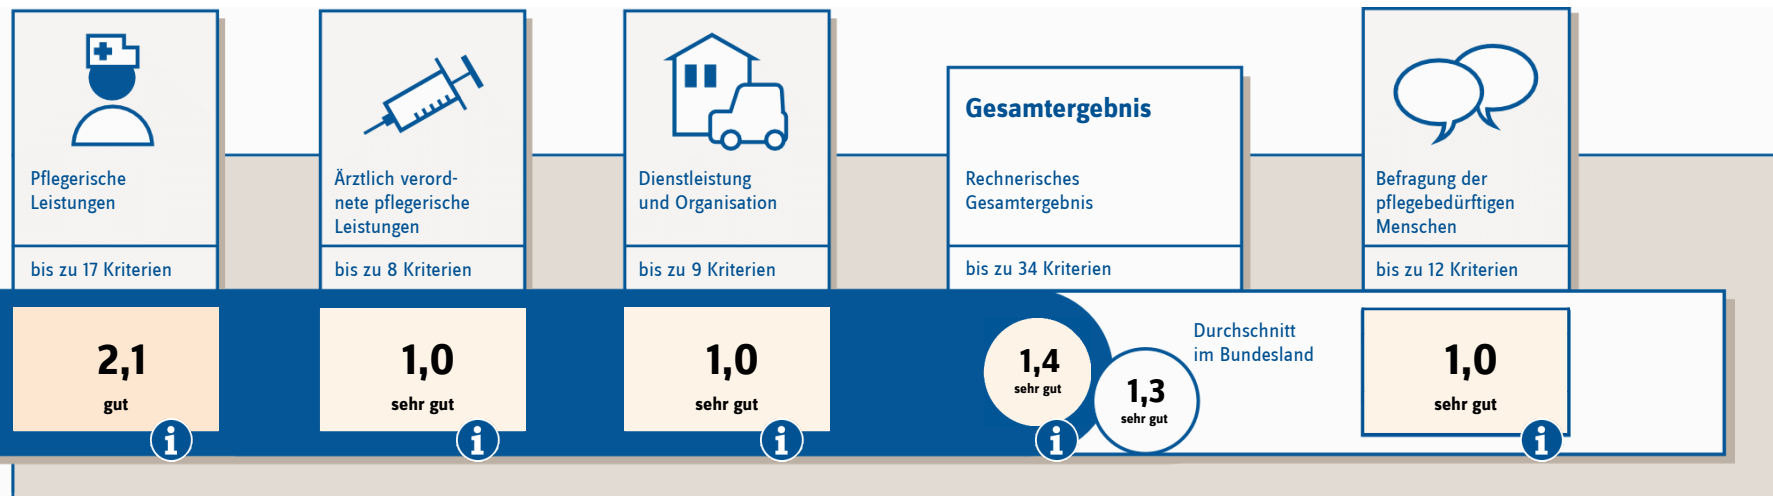 Pflegerische
Leistungen
bis zu 17 Kriterien
2,1
gut
i
Ärztlich verord-
nete pflegerische
Leistungen
bis zu 8 Kriterien
1,0
sehr gut
i
Dienstleistung
und Organisation
bis zu 9 Kriterien
1,0
sehr gut
i
Gesamtergebnis
Rechnerisches
Gesamtergebnis
bis zu 34 Kriterien
1,4
sehr gut
i
Durchschnitt
im Bundesland
1,3
sehr gut
Befragung der
pflegebedürftigen
Menschen
bis zu 12 Kriterien
1,0
sehr gut
i